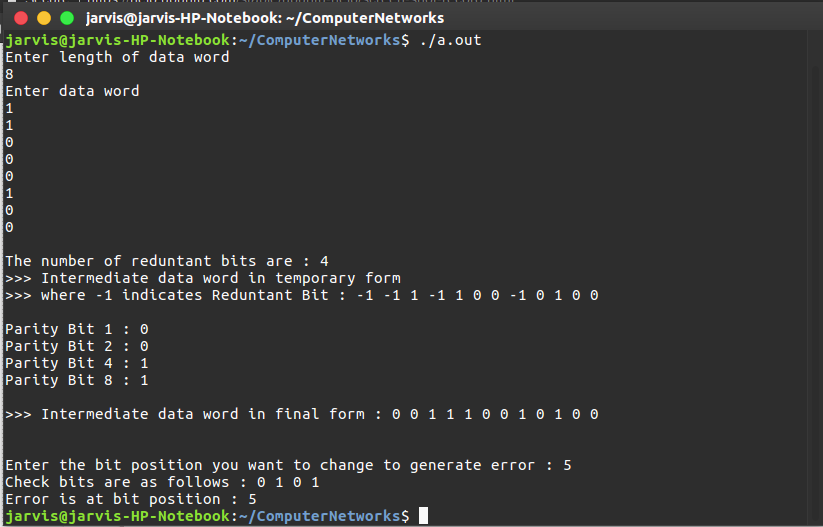 jarvis@jarvis-HP-Notebook: ~/ComputerNetworks
jarvis@jarvis-HP-Notebook:~/ComputerNetworks$ ./a.out
Enter length of data word
8
Enter data word
1
1
0
0
0
1
0
0
The number of reduntant bits are : 4
>>> Intermediate data word in temporary form
>>> where -1 indicates Reduntant Bit : -1 -1 1 -1 1 0 0 -1 0 1 0 0
Parity Bit 1 : 0
Parity Bit 2 : 0
Parity Bit 4 : 1
Parity Bit 8 : 1
>>> Intermediate data word in final form : 0 0 1 1 1 0 0 1 0 1 0 0
Enter the bit position you want to change to generate error : 5
Check bits are as follows : 0 1 0 1
Error is at bit position : 5
jarvis@jarvis-HP-Notebook:~/ComputerNetworks$